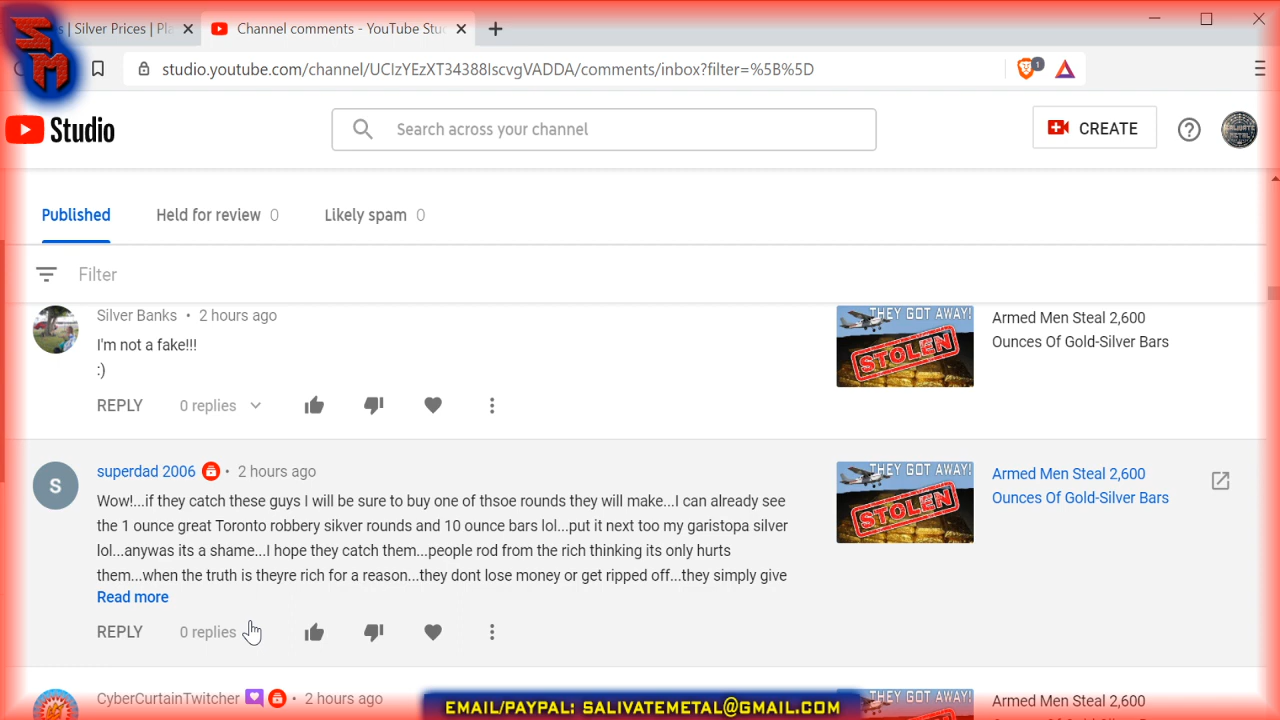 SM
| Silver Prices | Pla
Channel comments - YouTube Stu
studio.youtube.com/channel/UCIzYEzXT34388IscvgVADDA/comments/inbox?filter=%5B%5D
1
Studio
Search across your channel
CREATE
SALIVATE
METAL
Published
Held for review 0
Likely spam 0
Filter
Silver Banks • 2 hours ago
I'm not a fake!!!
:)
REPLY 0 replies
THEY GOT AWAY!
STOLEN
Armed Men Steal 2,600
Ounces Of Gold-Silver Bars
S
superdad 2006 • 2 hours ago
Wow!...if they catch these guys I will be sure to buy one of thsoe rounds they will make...I can already see
the 1 ounce great Toronto robbery sikver rounds and 10 ounce bars lol...put it next too my garistopa silver
lol...anywas its a shame...I hope they catch them...people rod from the rich thinking its only hurts
them...when the truth is theyre rich for a reason...they dont lose money or get ripped off...they simply give
Read more
REPLY 0 replies
THEY GOT AWAY!
STOLEN
Armed Men Steal 2,600
Ounces Of Gold-Silver Bars
CyberCurtainTwitcher • 2 hours ago
THEY GOT AWAY!
Armed Men Steal 2,600
EMAIL/PAYPAL: SALIVATEMETAL@GMAIL.COM